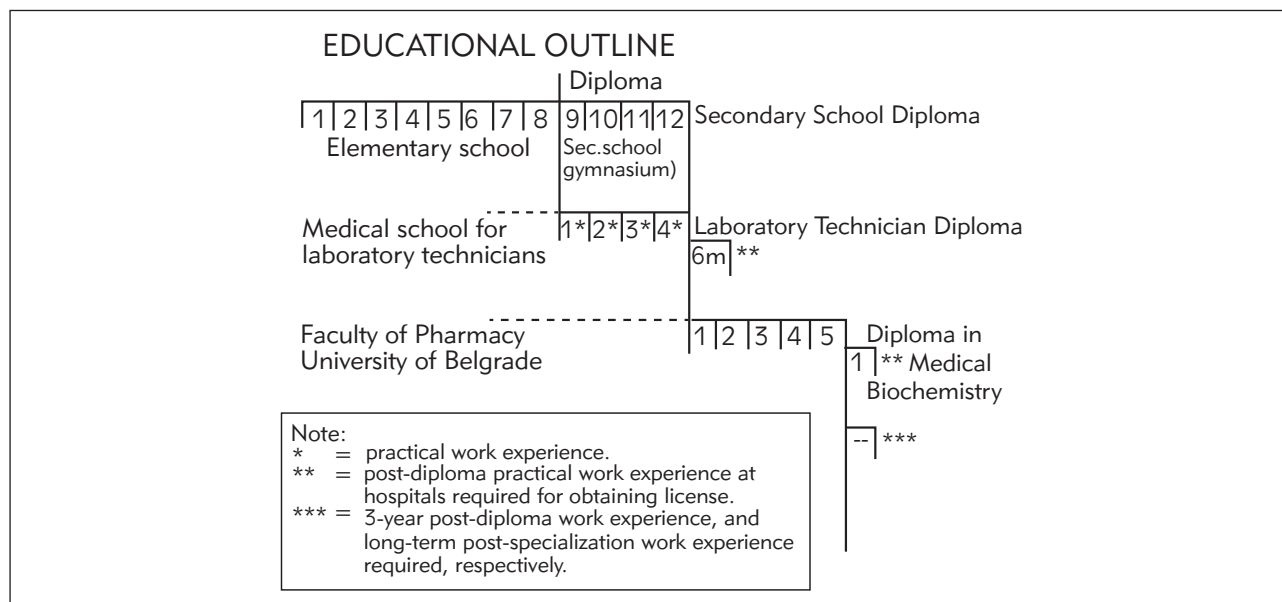 EDUCATIONAL OUTLINE
Diploma
1 2 3 4 5 6 7 8 9 10 11 12 Secondary School Diploma
Elementary school
Sec.school
gymnasium)
Medical school for
laboratory technicians
1* 2* 3* 4* Laboratory Technician Diploma
6m **
Faculty of Pharmacy
University of Belgrade
1 2 3 4 5 Diploma in
1 ** Medical
Biochemistry
-- ***
Note:
* = practical work experience.
** = post-diploma practical work experience at
hospitals required for obtaining license.
*** = 3-year post-diploma work experience, and
long-term post-specialization work experience
required, respectively.